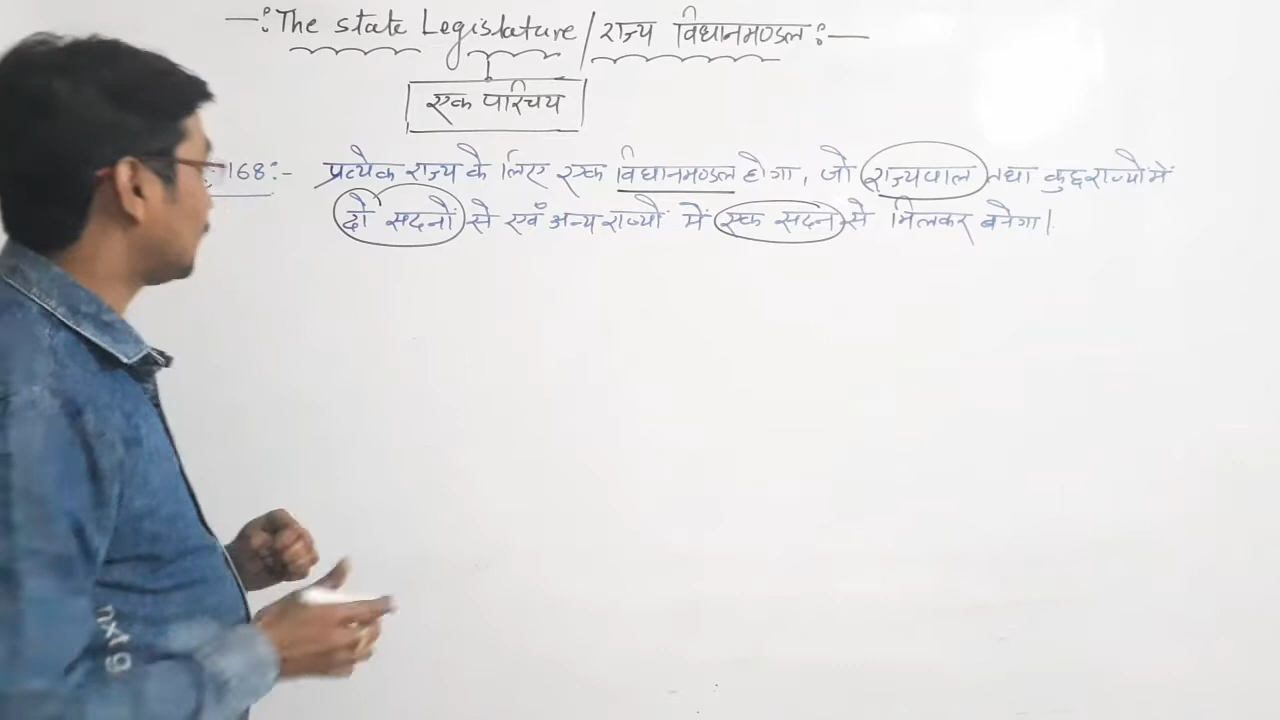 —: The state Legislature / राज्य विधानमण्डल :—
एक परिचय
168:- प्रत्येक राज्य के लिए एक विधानमण्डल होगा, जो राज्यपाल तथा कुछ राज्यों में
दो सदनों से एवं अन्य राज्यों में एक सदन से मिलकर बनेगा।
nxt g